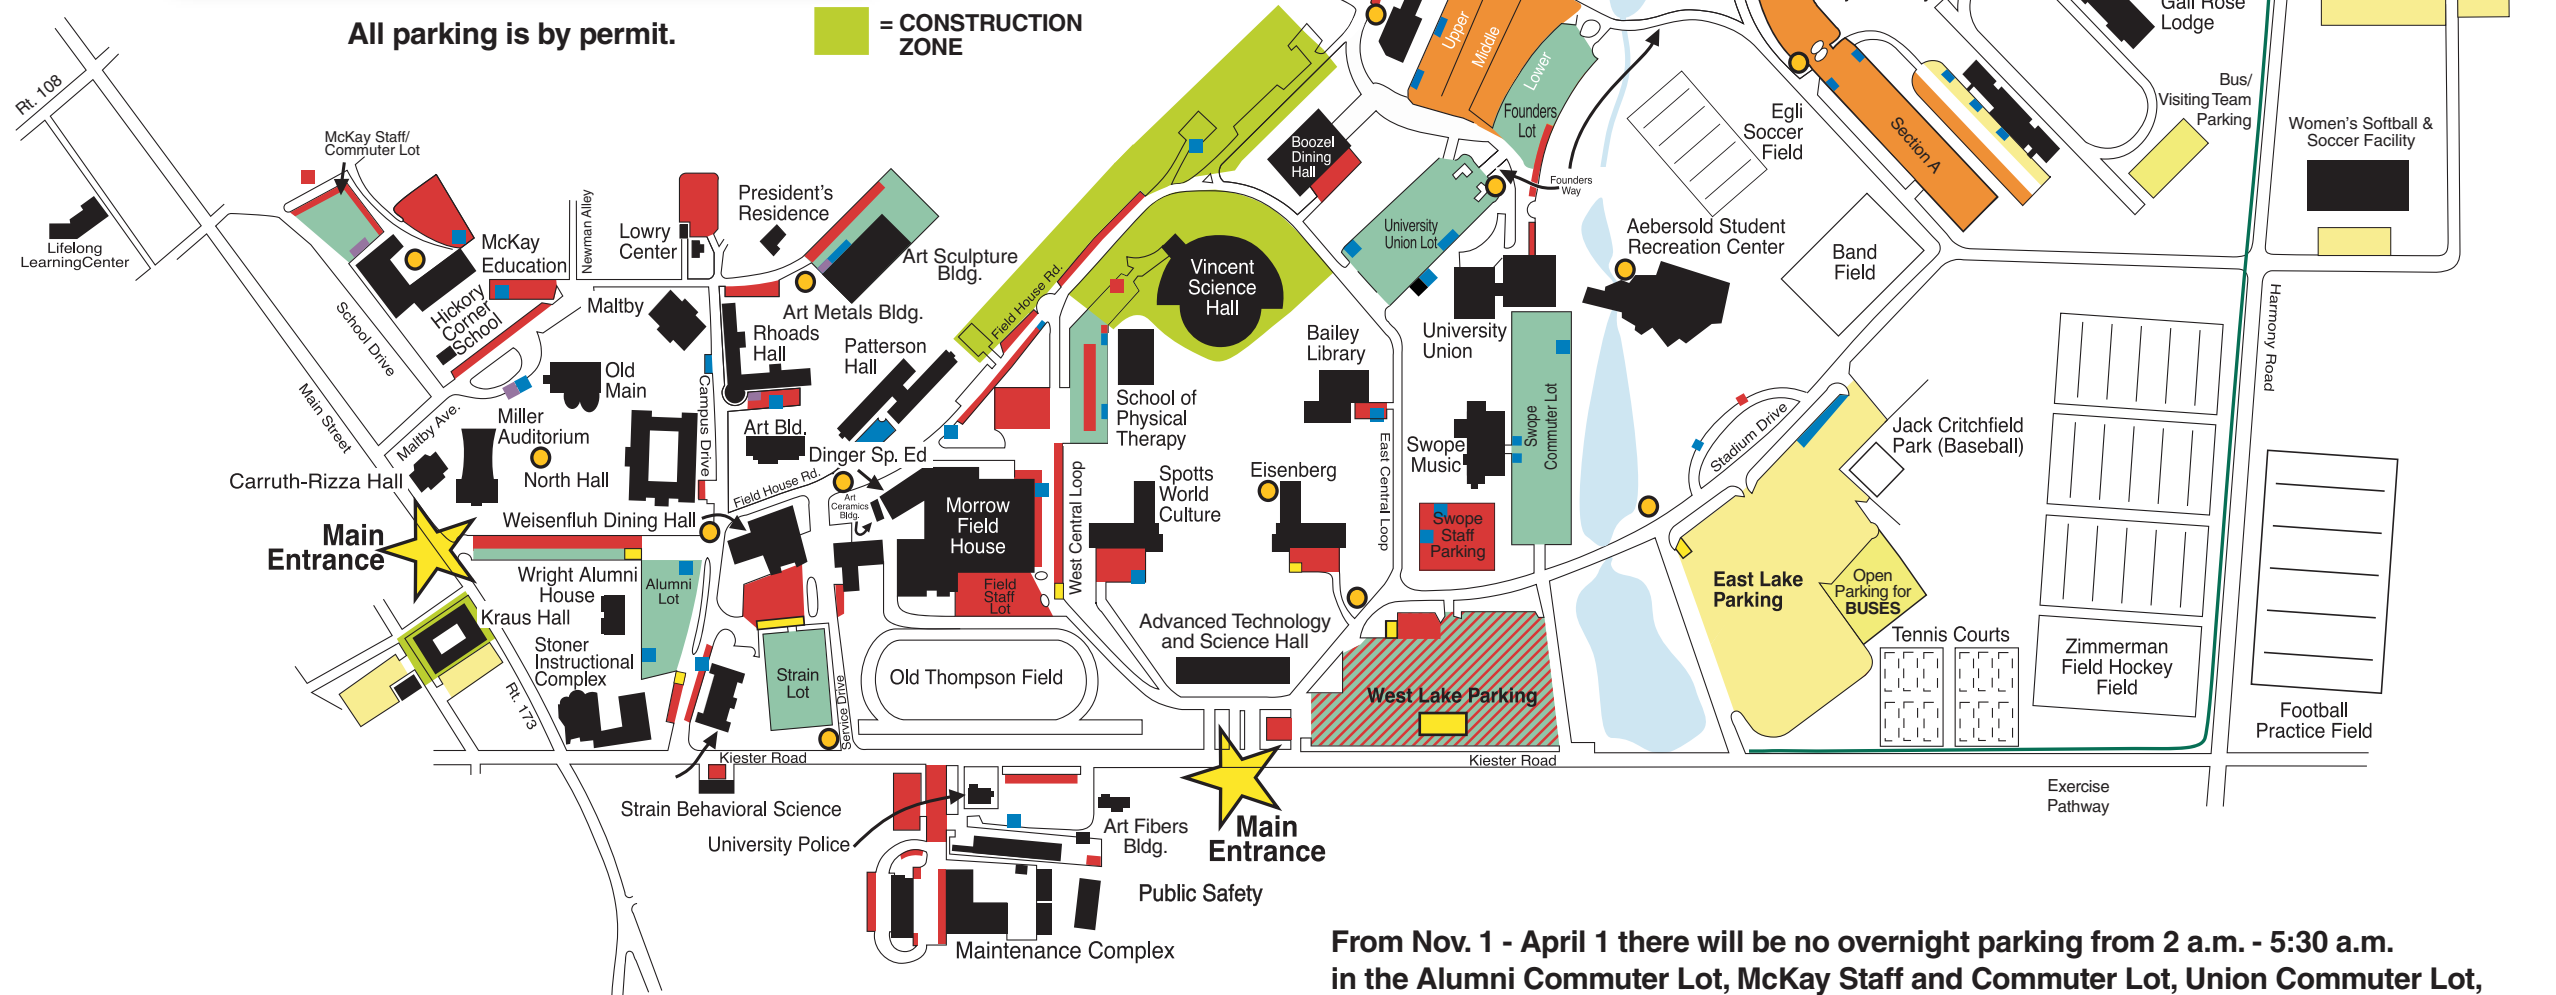 All parking is by permit.
= CONSTRUCTION
ZONE
Rt. 108
McKay Staff/
Commuter Lot
Lifelong
LearningCenter
McKay
Education
Hickory
Corner
School
School Drive
Main Street
Newman Alley
Lowry
Center
President's
Residence
Art Sculpture
Bldg.
Art Metals Bldg.
Maltby
Rhoads
Hall
Patterson
Hall
Old
Main
Miller
Auditorium
Maltby Ave.
Carruth-Rizza Hall
North Hall
Campus Drive
Art Bld.
Dinger Sp. Ed
Field House Rd.
Field House Rd.
Art
Ceramics
Bldg.
Weisenfluh Dining Hall
Main
Entrance
Morrow
Field
House
Field
Staff
Lot
West Central Loop
Wright Alumni
House
Alumni
Lot
Kraus Hall
Stoner
Instructional
Complex
Rt. 173
Strain
Lot
Service Drive
Old Thompson Field
Kiester Road
Strain Behavioral Science
University Police
Art Fibers
Bldg.
Public Safety
Maintenance Complex
Main
Entrance
Vincent
Science
Hall
School of
Physical
Therapy
Spotts
World
Culture
Eisenberg
Bailey
Library
East Central Loop
Advanced Technology
and Science Hall
Boozel
Dining
Hall
Upper
Middle
Lower
Founders
Lot
Founders
Way
University
Union Lot
University
Union
Swope
Commuter Lot
Swope
Music
Swope
Staff
Parking
West Lake Parking
Kiester Road
Egli
Soccer
Field
Aebersold Student
Recreation Center
Section A
Band
Field
Gail Rose
Lodge
Bus/
Visiting Team
Parking
Women's Softball &
Soccer Facility
Harmony Road
Stadium Drive
Jack Critchfield
Park (Baseball)
East Lake
Parking
Open
Parking for
BUSES
Tennis Courts
Zimmerman
Field Hockey
Field
Football
Practice Field
Exercise
Pathway
From Nov. 1 - April 1 there will be no overnight parking from 2 a.m. - 5:30 a.m.
in the Alumni Commuter Lot, McKay Staff and Commuter Lot, Union Commuter Lot,